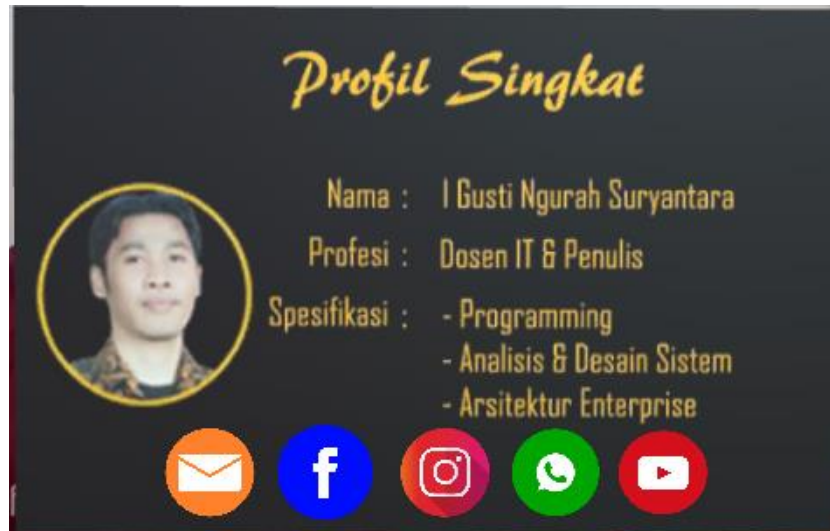 Profil Singkat
Nama : I Gusti Ngurah Suryantara
Profesi : Dosen IT & Penulis
Spesifikasi : - Programming
- Analisis & Desain Sistem
- Arsitektur Enterprise